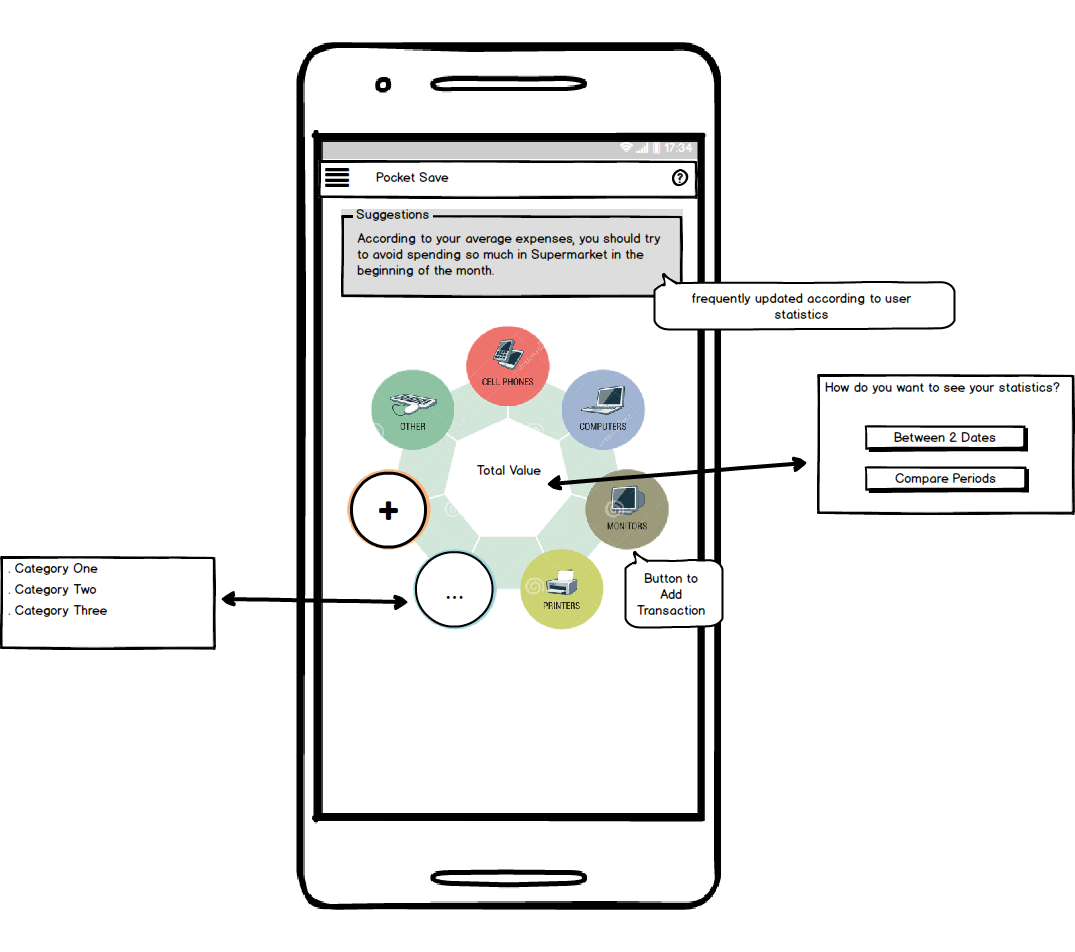 17:34
Pocket Save
?
Suggestions
According to your average expenses, you should try
to avoid spending so much in Supermarket in the
beginning of the month.
frequently updated according to user
statistics
CELL PHONES
OTHER
COMPUTERS
How do you want to see your statistics?
Between 2 Dates
Compare Periods
Total Value
+
MONITORS
...
PRINTERS
Button to
Add
Transaction
. Category One
. Category Two
. Category Three